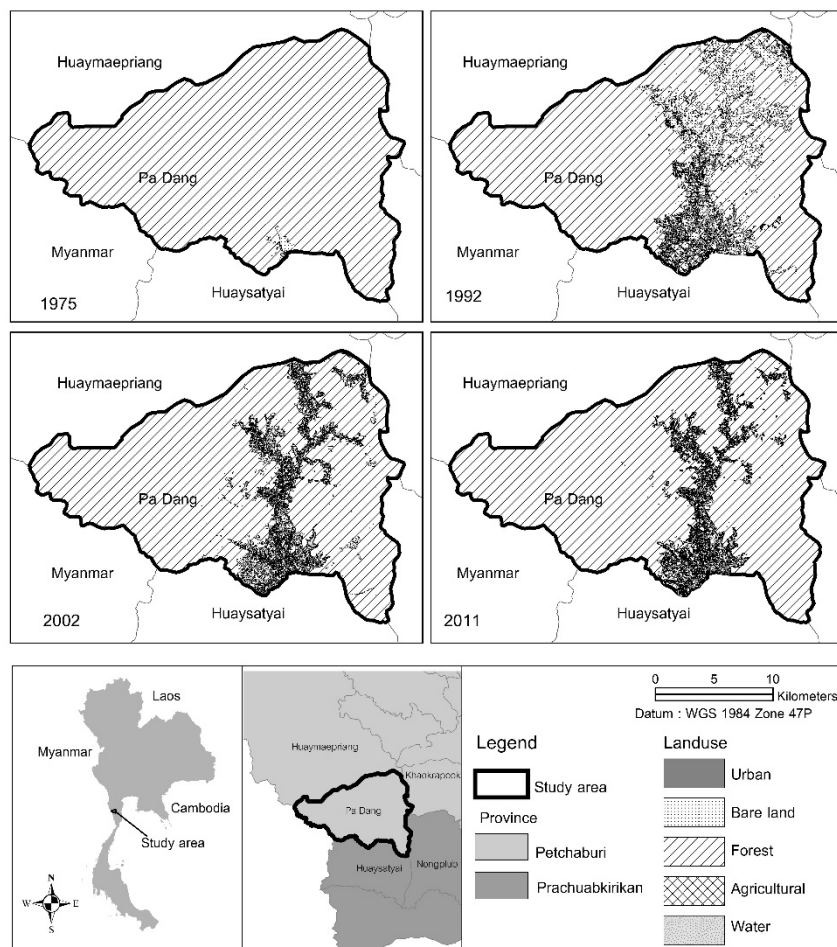 Huaymaepriang
Pa Dang
Myanmar
1975
Huaysatyai
Huaymaepriang
Pa Dang
Myanmar
1992
Huaysatyai
Huaymaepriang
Pa Dang
Myanmar
2002
Huaysatyai
Huaymaepriang
Pa Dang
Myanmar
2011
Huaysatyai
Laos
Myanmar
Cambodia
Study area
N
W E
S
Huaymaepriang
Khaokrapook
Pa Dang
Huaysatyai
Nongplub
0 5 10
Kilometers
Datum : WGS 1984 Zone 47P
Legend
Study area
Province
Petchaburi
Prachuabkirikan
Landuse
Urban
Bare land
Forest
Agricultural
Water